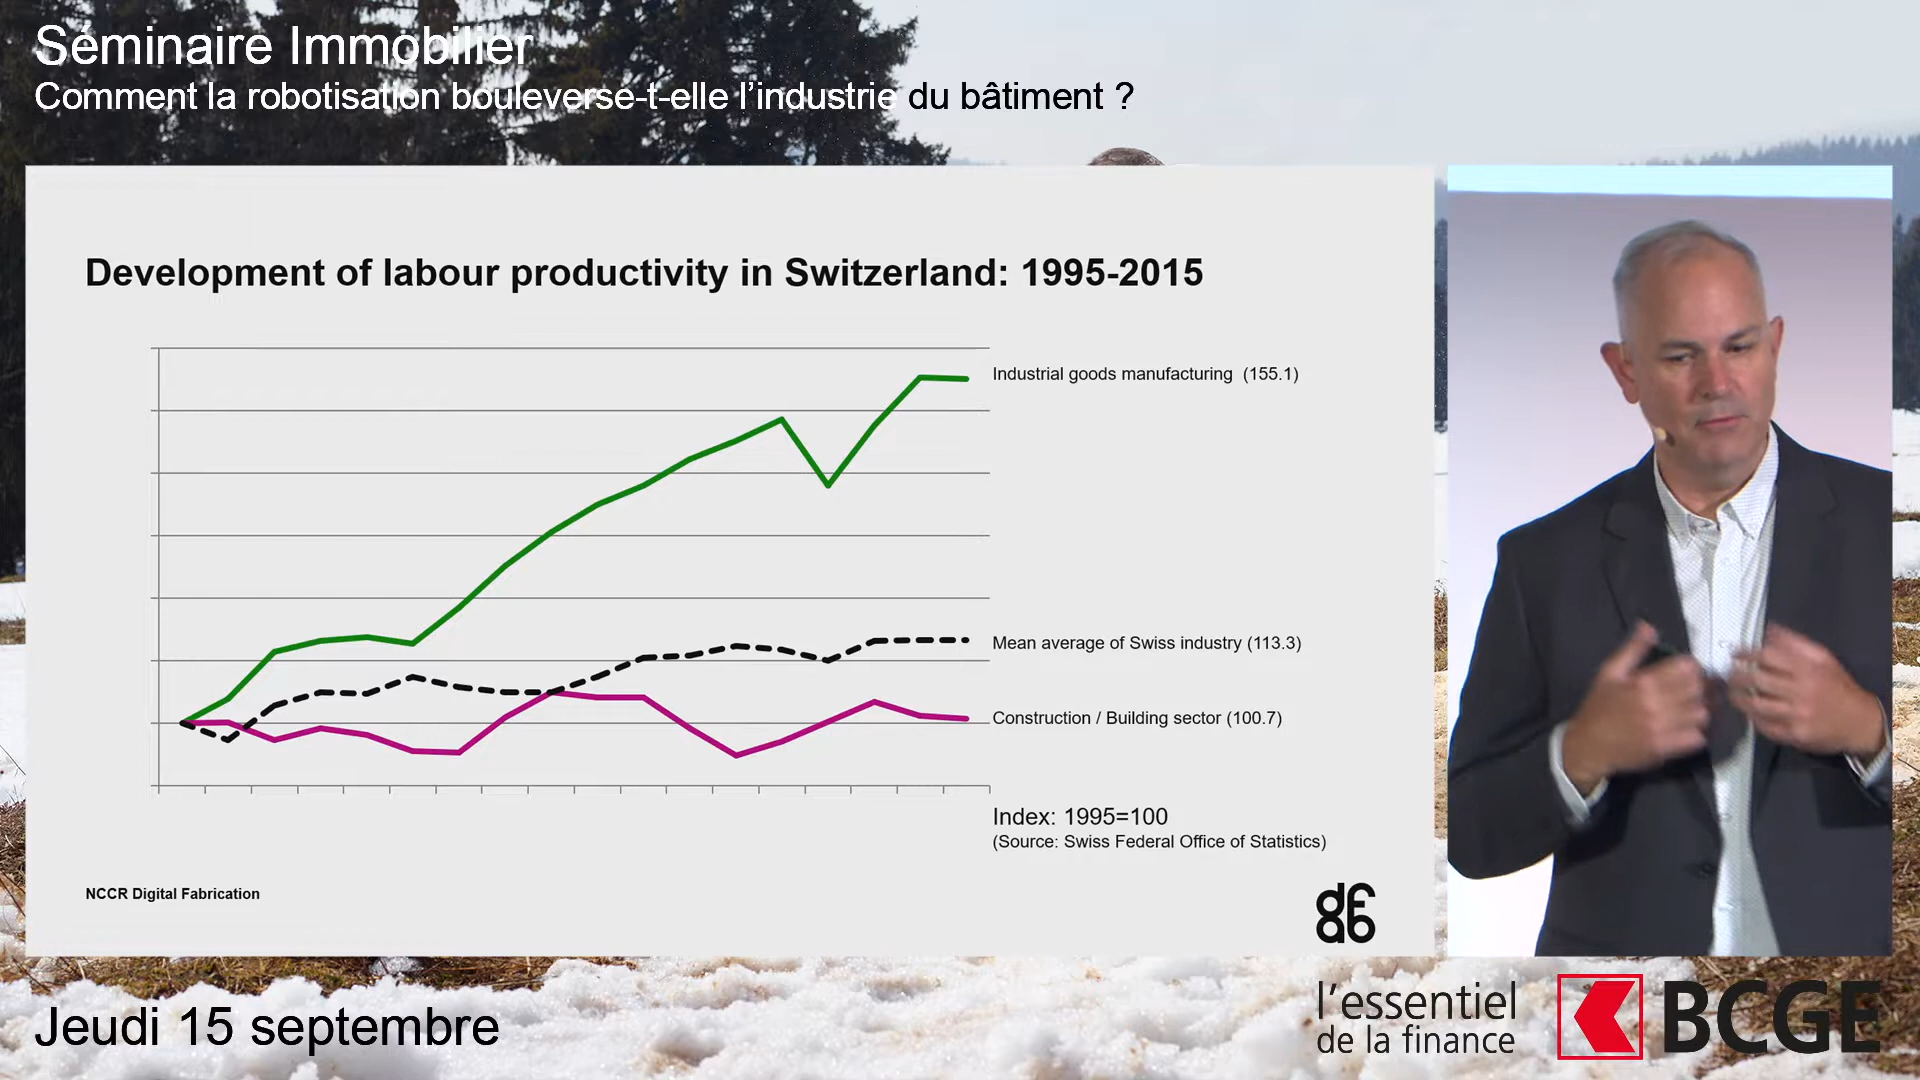 Séminaire Immobilier
Comment la robotisation bouleverse-t-elle l'industrie du bâtiment ?
Development of labour productivity in Switzerland: 1995-2015
Industrial goods manufacturing (155.1)
Mean average of Swiss industry (113.3)
Construction / Building sector (100.7)
Index: 1995=100
(Source: Swiss Federal Office of Statistics)
NCCR Digital Fabrication
dF
ab
Jeudi 15 septembre
l'essentiel
de la finance
BCGE